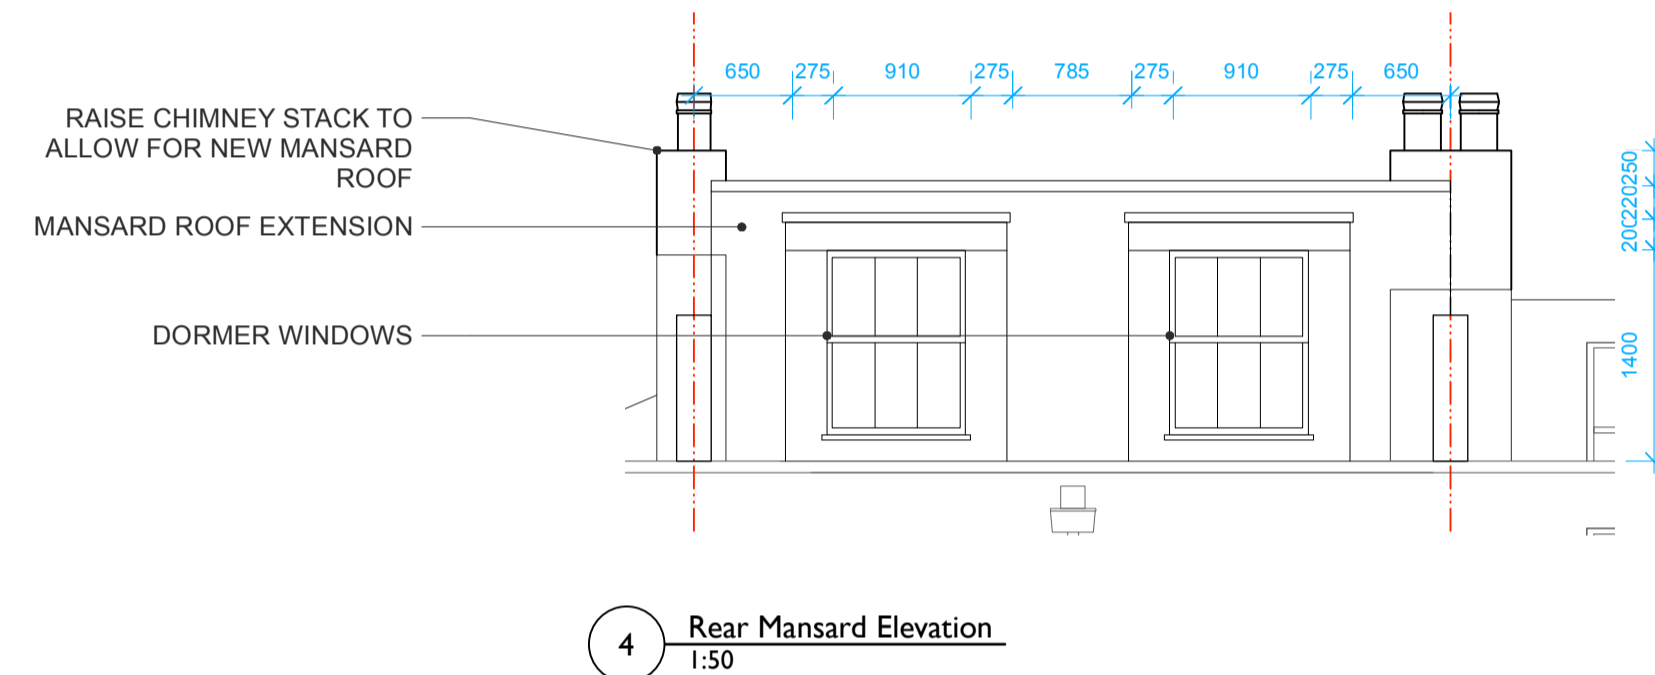 650 275 910 275 785 275 910 275 650
RAISE CHIMNEY STACK TO
ALLOW FOR NEW MANSARD
ROOF
MANSARD ROOF EXTENSION
DORMER WINDOWS
250
220
200
1400
4
Rear Mansard Elevation
1:50